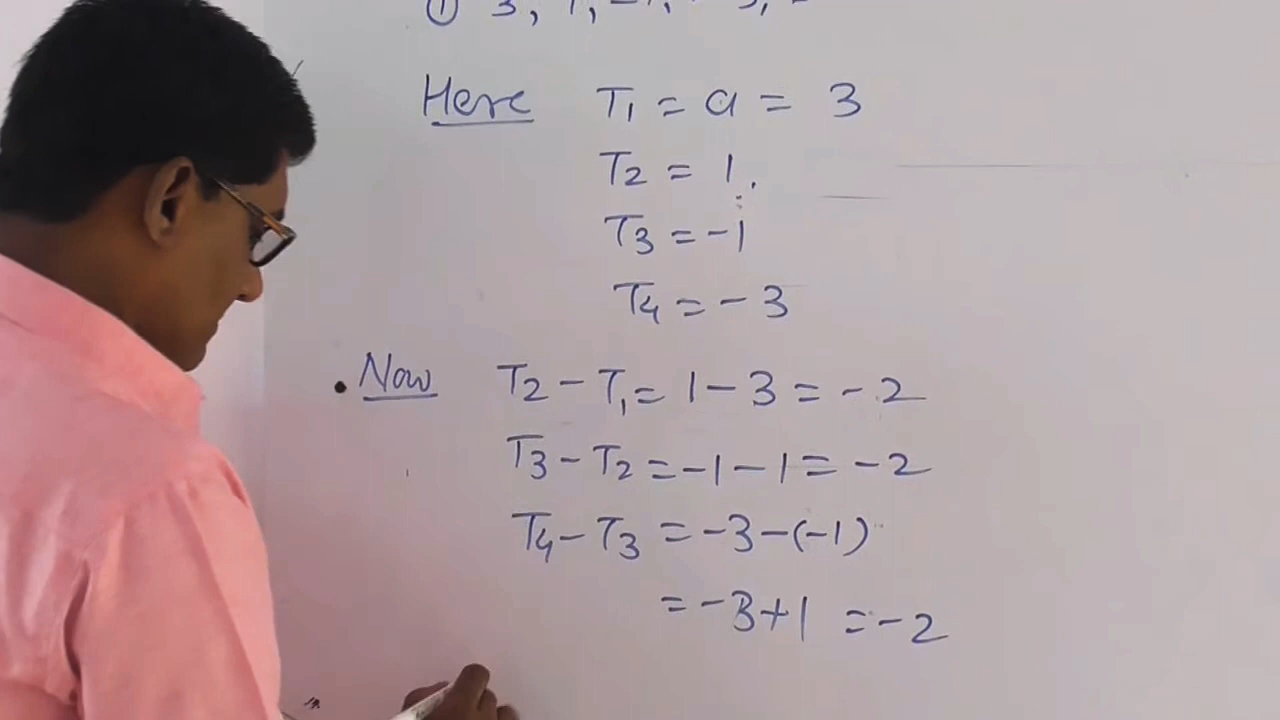 ① 3, 1, -1, -3,
Here T₁ = a = 3
T₂ = 1.
T₃ = -1
T₄ = -3
• Now T₂ - T₁ = 1 - 3 = -2
T₃ - T₂ = -1 - 1 = -2
T₄ - T₃ = -3 - (-1)
= -3 + 1 = -2